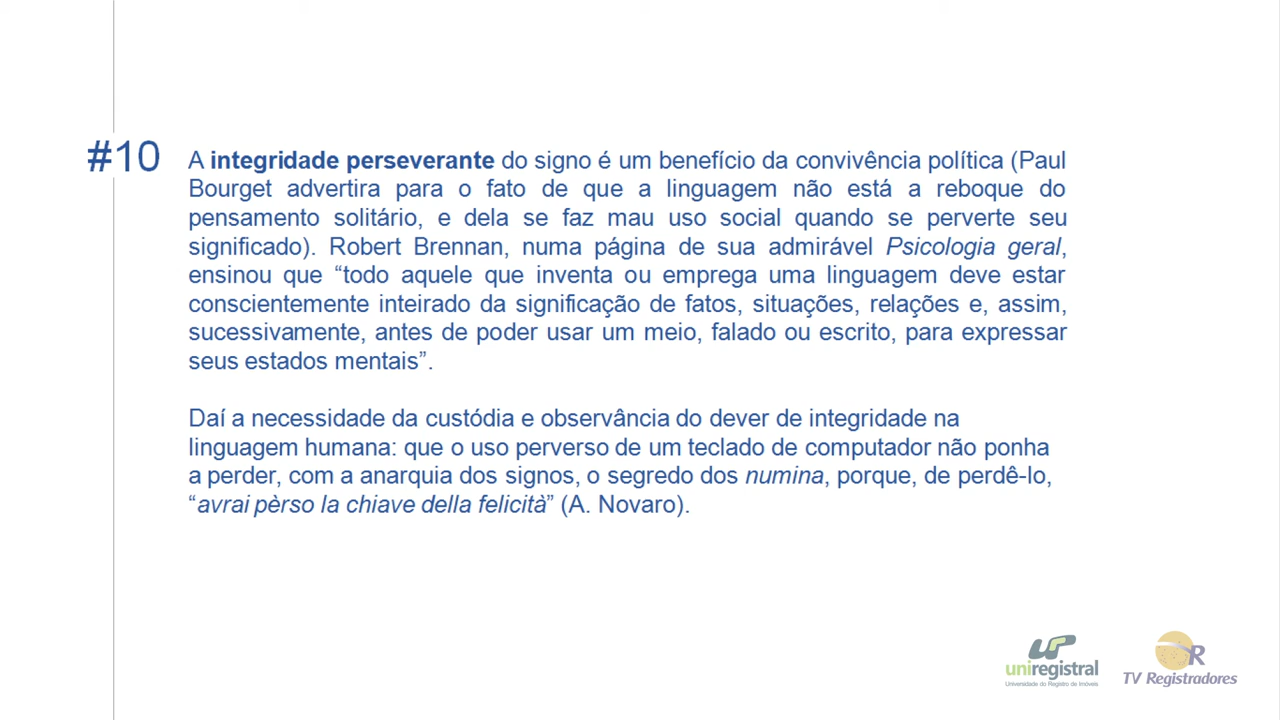 #10
A integridade perseverante do signo é um benefício da convivência política (Paul
Bourget advertira para o fato de que a linguagem não está a reboque do
pensamento solitário, e dela se faz mau uso social quando se perverte seu
significado). Robert Brennan, numa página de sua admirável Psicologia geral,
ensinou que “todo aquele que inventa ou emprega uma linguagem deve estar
conscientemente inteirado da significação de fatos, situações, relações e, assim,
sucessivamente, antes de poder usar um meio, falado ou escrito, para expressar
seus estados mentais”.
Daí a necessidade da custódia e observância do dever de integridade na
linguagem humana: que o uso perverso de um teclado de computador não ponha
a perder, com a anarquia dos signos, o segredo dos numina, porque, de perdê-lo,
“avrai pèrso la chiave della felicità” (A. Novaro).
uniregistral
Universidade do Registro de Imóveis
R
TV Registradores